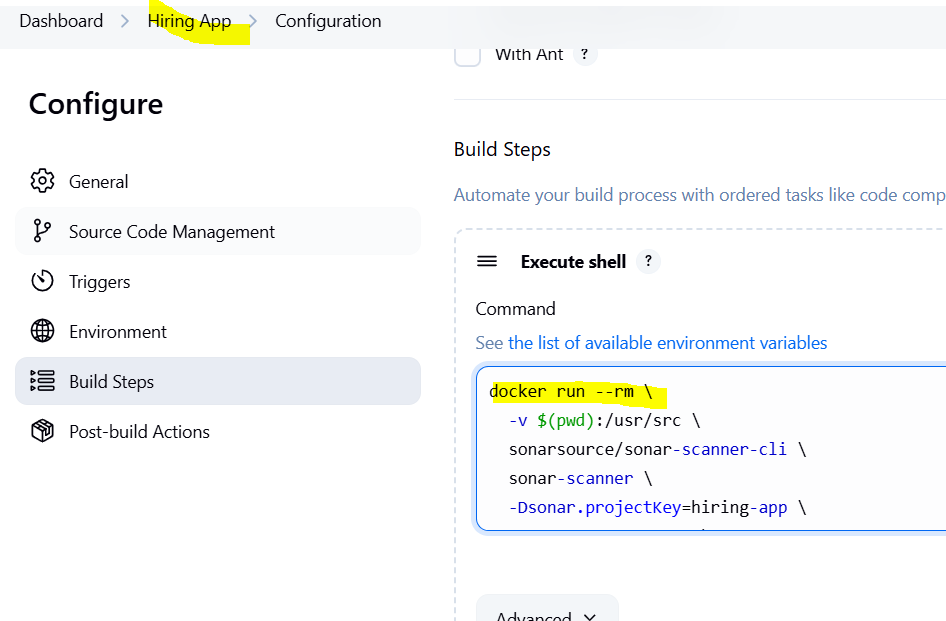 Dashboard > Hiring App > Configuration
With Ant ?
Configure
General
Source Code Management
Triggers
Environment
Build Steps
Post-build Actions
Build Steps
Automate your build process with ordered tasks like code comp
Execute shell ?
Command
See the list of available environment variables
docker run --rm \
-v $(pwd):/usr/src \
sonarsource/sonar-scanner-cli \
sonar-scanner \
-Dsonar.projectKey=hiring-app \
Advanced